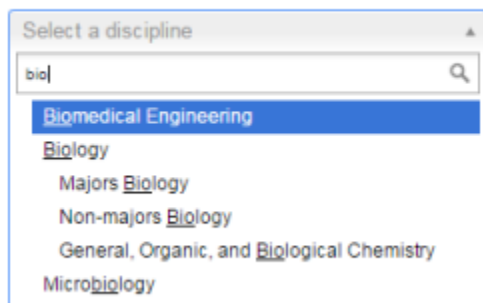 Select a discipline
bio
Biomedical Engineering
Biology
Majors Biology
Non-majors Biology
General, Organic, and Biological Chemistry
Microbiology